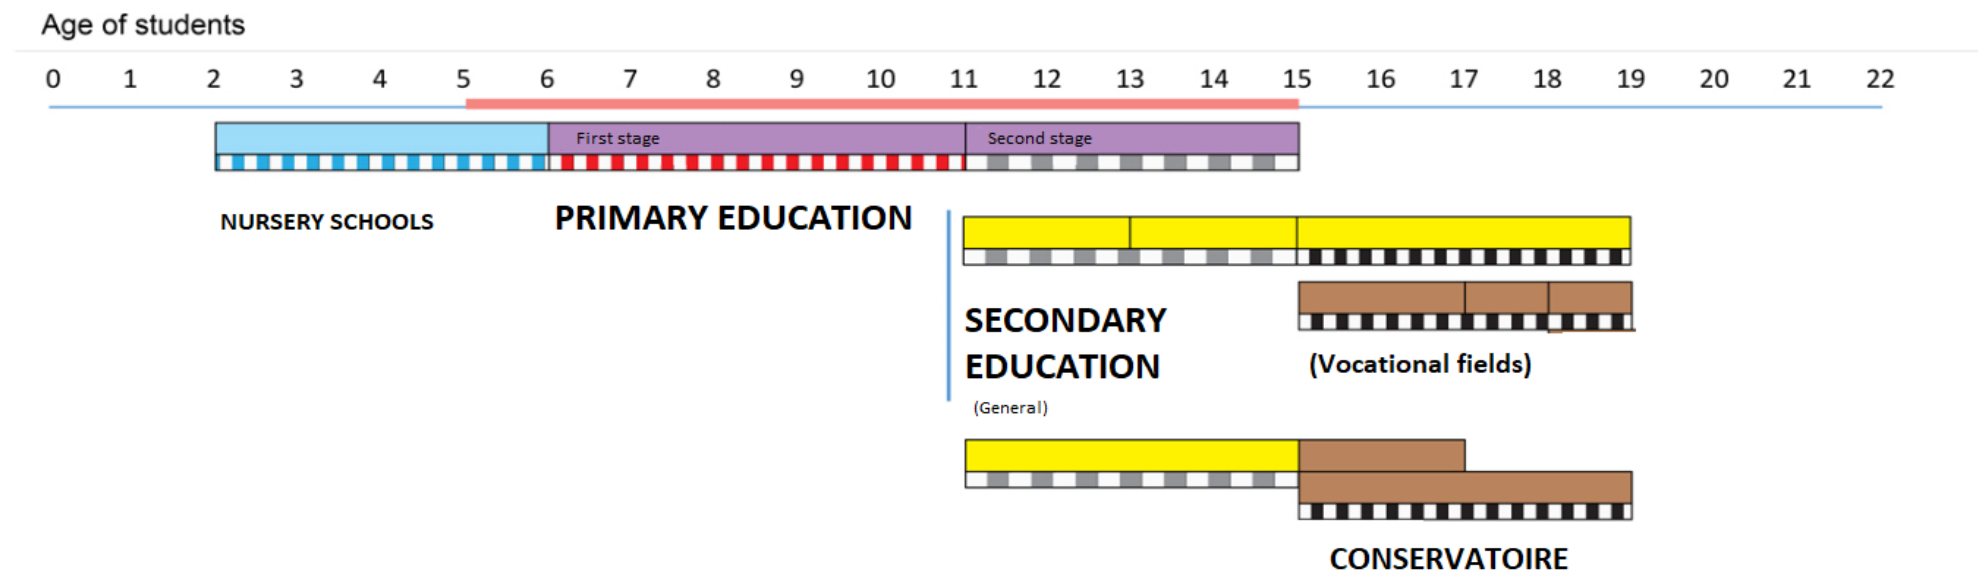 Age of students
0 1 2 3 4 5 6 7 8 9 10 11 12 13 14 15 16 17 18 19 20 21 22
First stage Second stage
NURSERY SCHOOLS PRIMARY EDUCATION
SECONDARY
EDUCATION
(Vocational fields)
(General)
CONSERVATOIRE